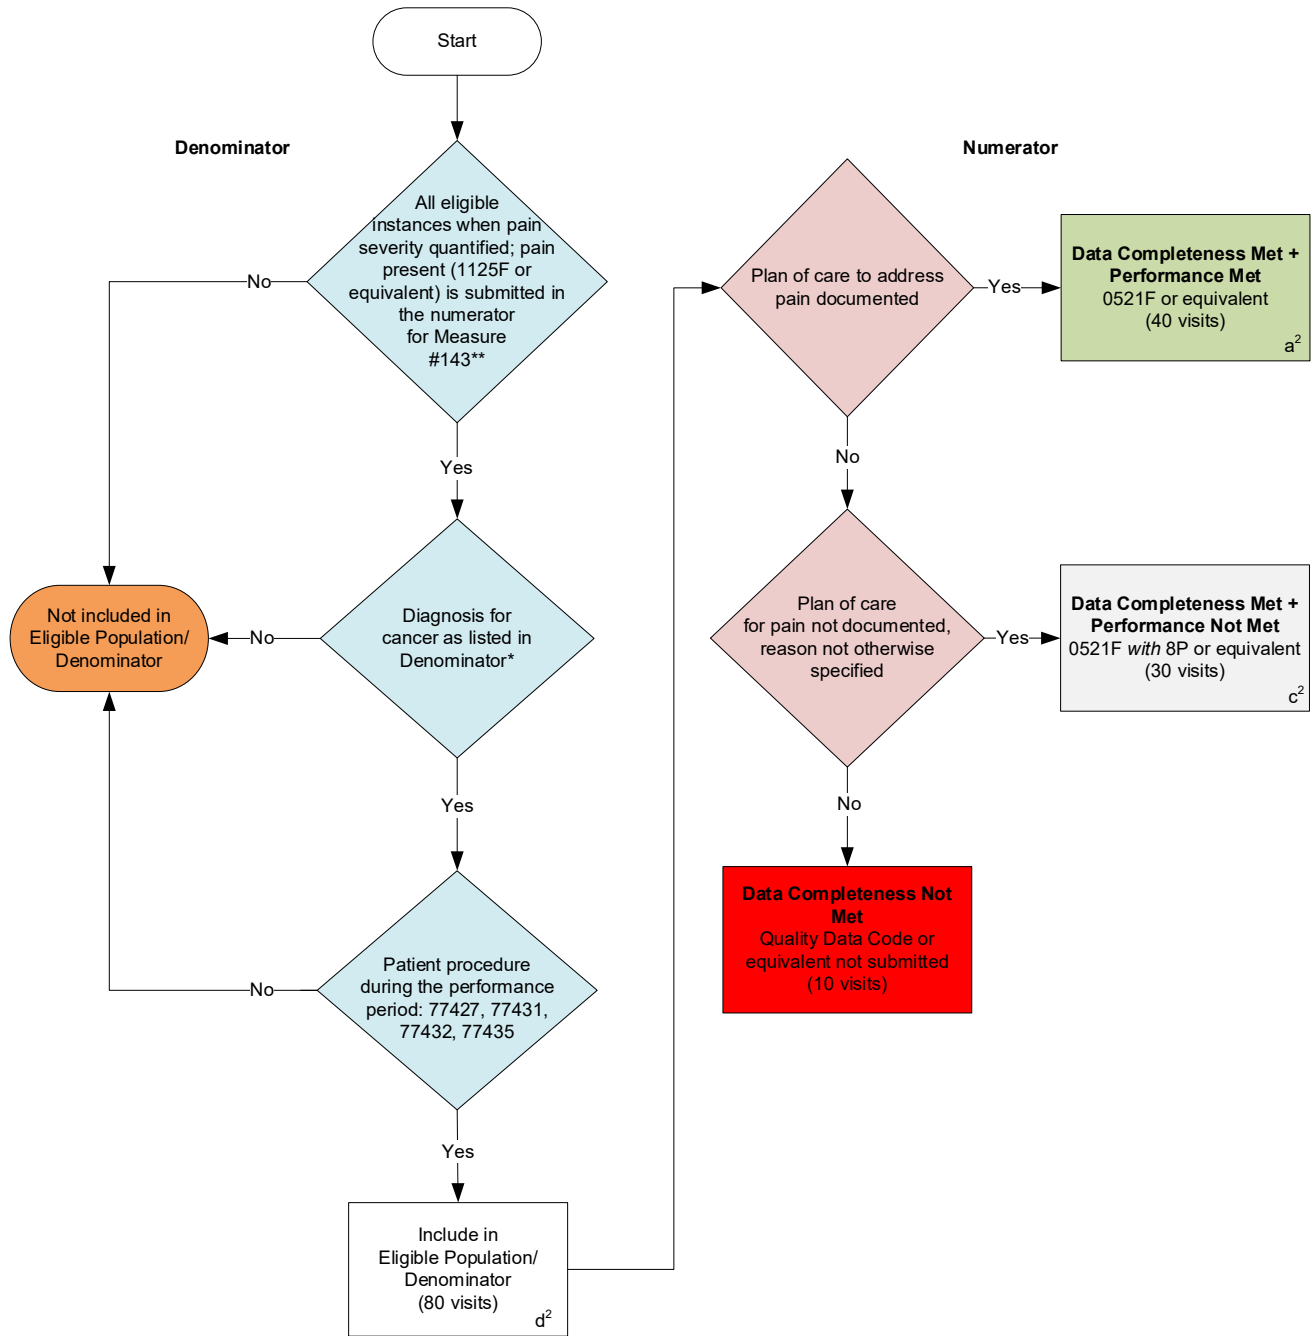 Start
Denominator
All eligible
instances when pain
severity quantified; pain
present (1125F or
equivalent) is submitted in
the numerator
for Measure
#143**
No
Yes
Diagnosis for
cancer as listed in
Denominator*
No
Not included in
Eligible Population/
Denominator
Yes
Patient procedure
during the performance
period: 77427, 77431,
77432, 77435
No
Yes
Include in
Eligible Population/
Denominator
(80 visits)
d²
Numerator
Plan of care to address
pain documented
Yes
Data Completeness Met +
Performance Met
0521F or equivalent
(40 visits)
a²
No
Plan of care
for pain not documented,
reason not otherwise
specified
Yes
Data Completeness Met +
Performance Not Met
0521F with 8P or equivalent
(30 visits)
c²
No
Data Completeness Not
Met
Quality Data Code or
equivalent not submitted
(10 visits)